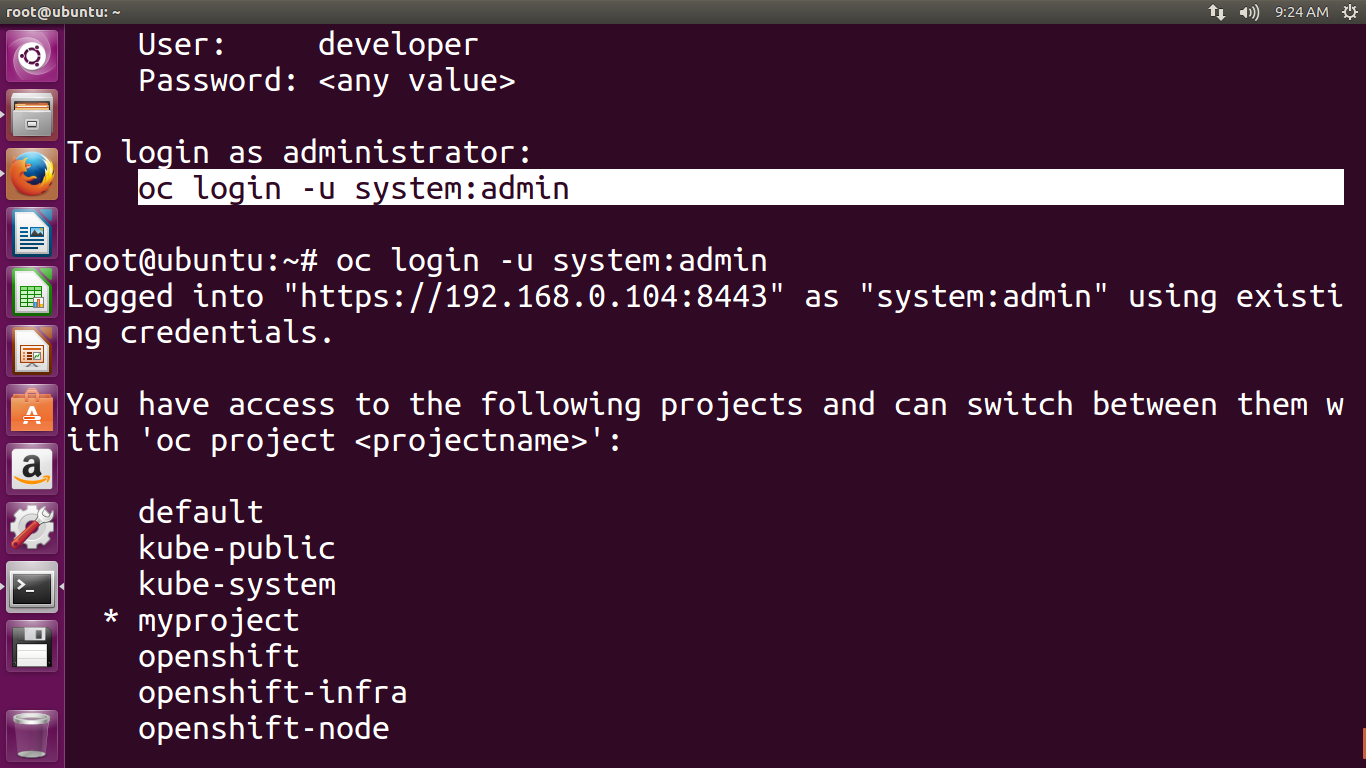 root@ubuntu: ~
9:24 AM
User:     developer
Password: <any value>
To login as administrator:
oc login -u system:admin
root@ubuntu:~# oc login -u system:admin
Logged into "https://192.168.0.104:8443" as "system:admin" using existi
ng credentials.
You have access to the following projects and can switch between them w
ith 'oc project <projectname>':
default
kube-public
kube-system
* myproject
openshift
openshift-infra
openshift-node